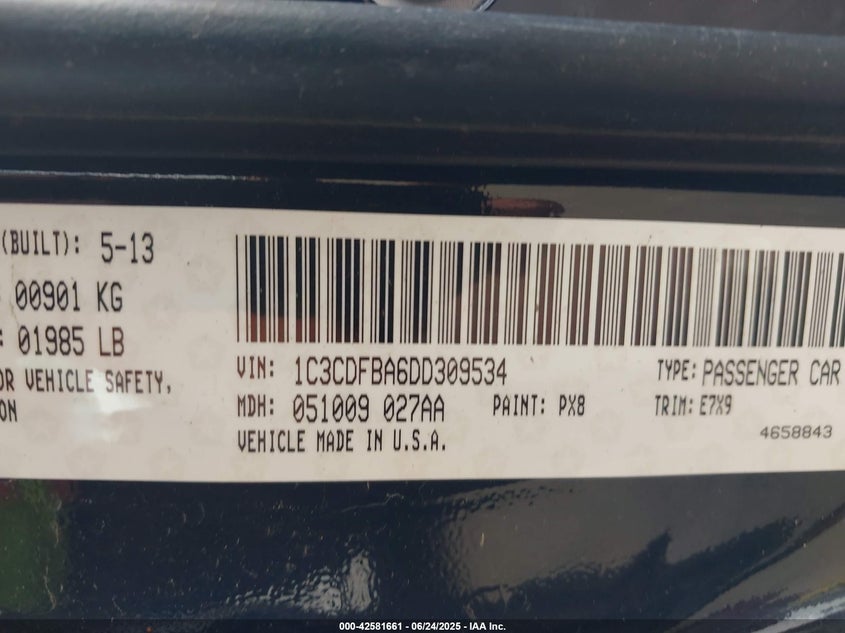 (BUILT): 5-13
00901 KG
: 01985 LB
OR VEHICLE SAFETY,
ON
VIN: 1C3CDFBA6DD309534 TYPE: PASSENGER CAR
MDH: 051009 027AA PAINT: PX8 TRIM: E7X9
VEHICLE MADE IN U.S.A. 4658843
000-42581661 - 06/24/2025 - IAA Inc.